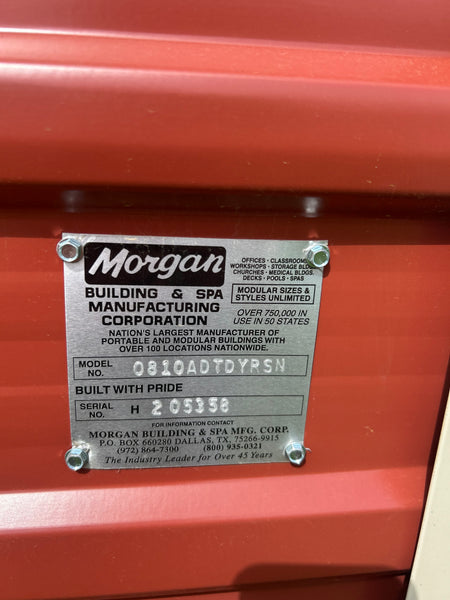 Morgan
BUILDING & SPA
MANUFACTURING
CORPORATION
OFFICES · CLASSROOMS
WORKSHOPS · STORAGE BLDGS.
CHURCHES · MEDICAL BLDGS.
DECKS · POOLS · SPAS
MODULAR SIZES &
STYLES UNLIMITED
OVER 750,000 IN
USE IN 50 STATES
NATION'S LARGEST MANUFACTURER OF
PORTABLE AND MODULAR BUILDINGS WITH
OVER 100 LOCATIONS NATIONWIDE.
MODEL NO. 0810ADTDYRSN
BUILT WITH PRIDE
SERIAL NO. H 205358
FOR INFORMATION CONTACT
MORGAN BUILDING & SPA MFG. CORP.
P.O. BOX 660280 DALLAS, TX, 75266-9915
(972) 864-7300 (800) 935-0321
The Industry Leader for Over 45 Years